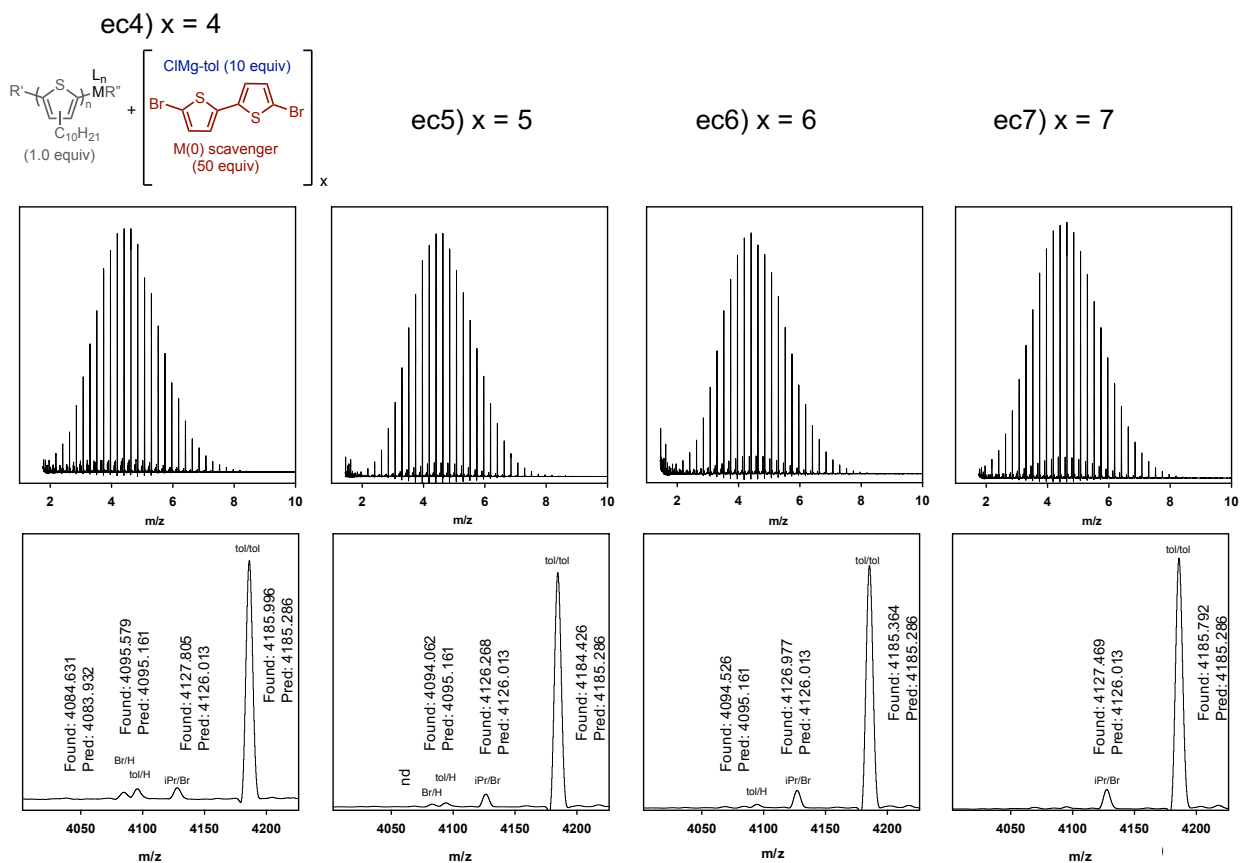 ec4) x = 4
R' ( S )n Ln MR"
C10H21
(1.0 equiv)
+
ClMg-tol (10 equiv)
Br S S Br
M(0) scavenger
(50 equiv)
x
ec5) x = 5
ec6) x = 6
ec7) x = 7
2 4 6 8 10
m/z
2 4 6 8 10
m/z
2 4 6 8 10
m/z
2 4 6 8 10
m/z
Found: 4084.631
Pred: 4083.932
Br/H
Found: 4095.579
Pred: 4095.161
tol/H
Found: 4127.805
Pred: 4126.013
iPr/Br
tol/tol
Found: 4185.996
Pred: 4185.286
4050 4100 4150 4200
m/z
nd
Br/H
Found: 4094.062
Pred: 4095.161
tol/H
Found: 4126.268
Pred: 4126.013
iPr/Br
tol/tol
Found: 4184.426
Pred: 4185.286
4050 4100 4150 4200
m/z
Found: 4094.526
Pred: 4095.161
tol/H
Found: 4126.977
Pred: 4126.013
iPr/Br
tol/tol
Found: 4185.364
Pred: 4185.286
4050 4100 4150 4200
m/z
Found: 4127.469
Pred: 4126.013
iPr/Br
tol/tol
Found: 4185.792
Pred: 4185.286
4050 4100 4150 4200
m/z